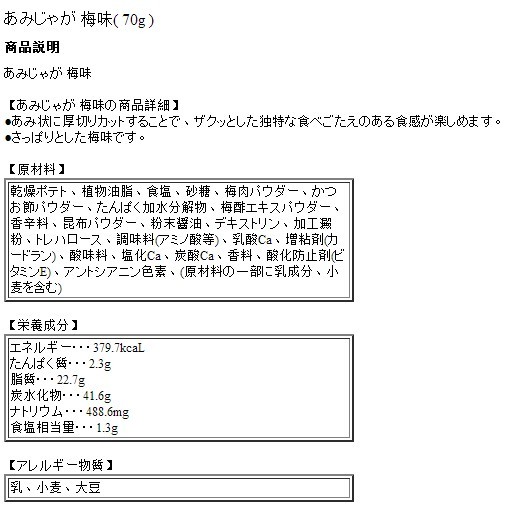 あみじゃが 梅味( 70g )
商品説明
あみじゃが 梅味
【あみじゃが 梅味の商品詳細】
●あみ状に厚切りカットすることで、ザクッとした独特な食べごたえのある食感が楽しめます。
●さっぱりとした梅味です。
【原材料】
乾燥ポテト、植物油脂、食塩、砂糖、梅肉パウダー、かつ
お節パウダー、たんぱく加水分解物、梅酢エキスパウダー、
香辛料、昆布パウダー、粉末醤油、デキストリン、加工澱
粉、トレハロース、調味料(アミノ酸等)、乳酸Ca、増粘剤(カ
ードラン)、酸味料、塩化Ca、炭酸Ca、香料、酸化防止剤(ビ
タミンE)、アントシアニン色素、(原材料の一部に乳成分、小
麦を含む)
【栄養成分】
エネルギー・・・379.7kcaL
たんぱく質・・・2.3g
脂質・・・22.7g
炭水化物・・・41.6g
ナトリウム・・・488.6mg
食塩相当量・・・1.3g
【アレルギー物質】
乳、小麦、大豆